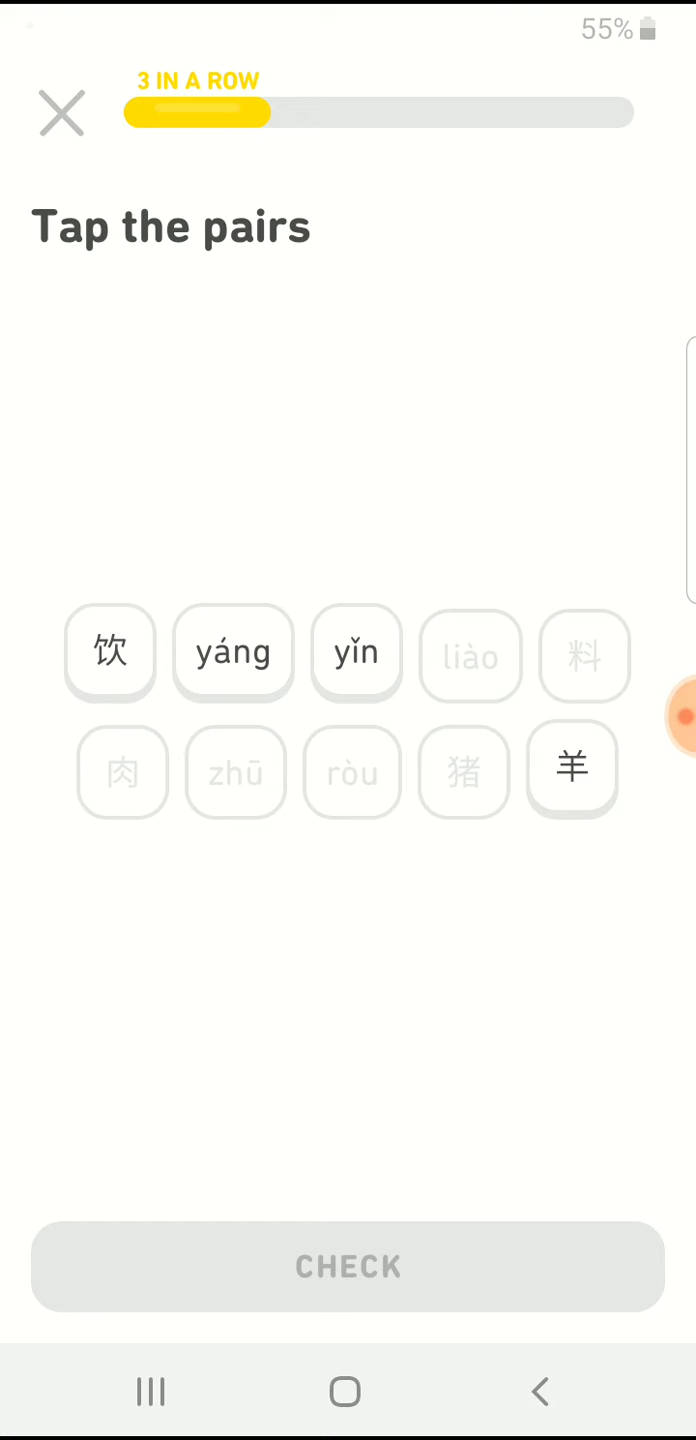 55%
3 IN A ROW
Tap the pairs
饮 yáng yǐn liào 料
肉 zhū ròu 猪 羊
CHECK